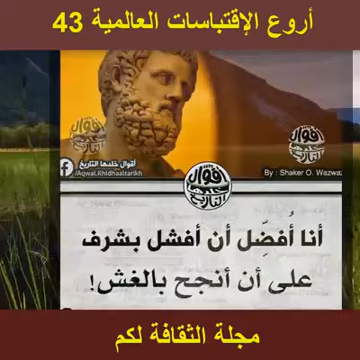 أروع الإقتباسات العالمية 43
أقوال خلدها التاريخ
/Aqwal.Khldhaaltarikh
By : Shaker O. Wazwaz
أنا أُفضِّل أن أفشل بشرف
على أن أنجح بالغش!
مجلة الثقافة لكم